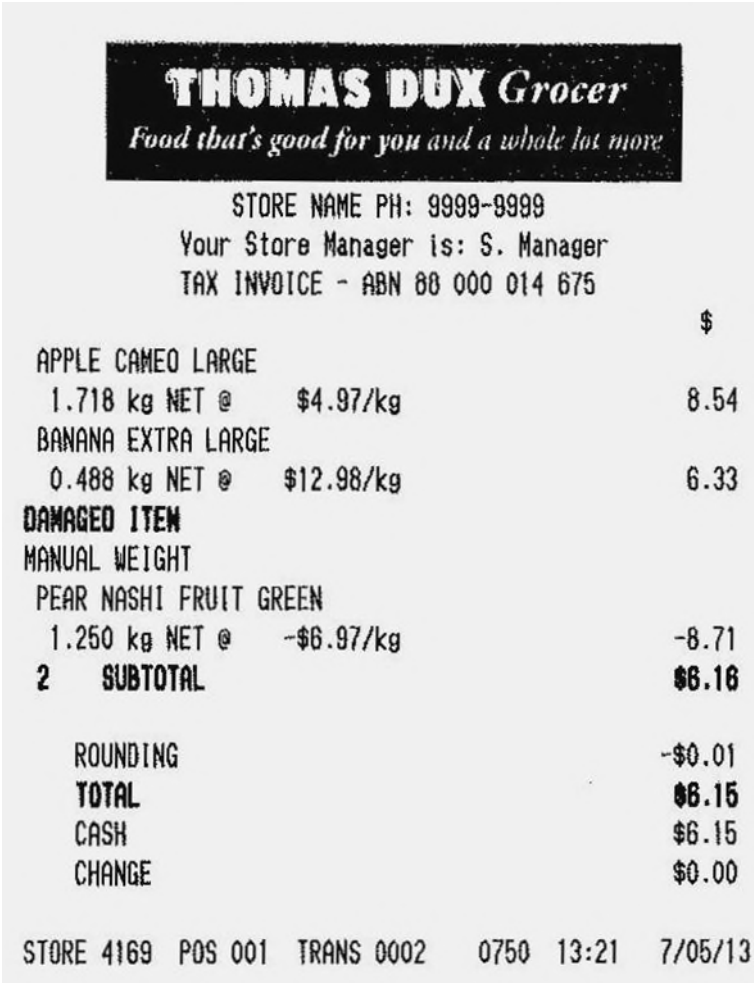 THOMAS DUX Grocer
Food that's good for you and a whole lot more
STORE NAME PH: 9999-9999
Your Store Manager is: S. Manager
TAX INVOICE - ABN 88 000 014 675
$
APPLE CAMEO LARGE
1.718 kg NET @ $4.97/kg 8.54
BANANA EXTRA LARGE
0.488 kg NET @ $12.98/kg 6.33
DAMAGED ITEM
MANUAL WEIGHT
PEAR NASHI FRUIT GREEN
1.250 kg NET @ -$6.97/kg -8.71
2 SUBTOTAL $6.16
ROUNDING -$0.01
TOTAL $6.15
CASH $6.15
CHANGE $0.00
STORE 4169 POS 001 TRANS 0002 0750 13:21 7/05/13